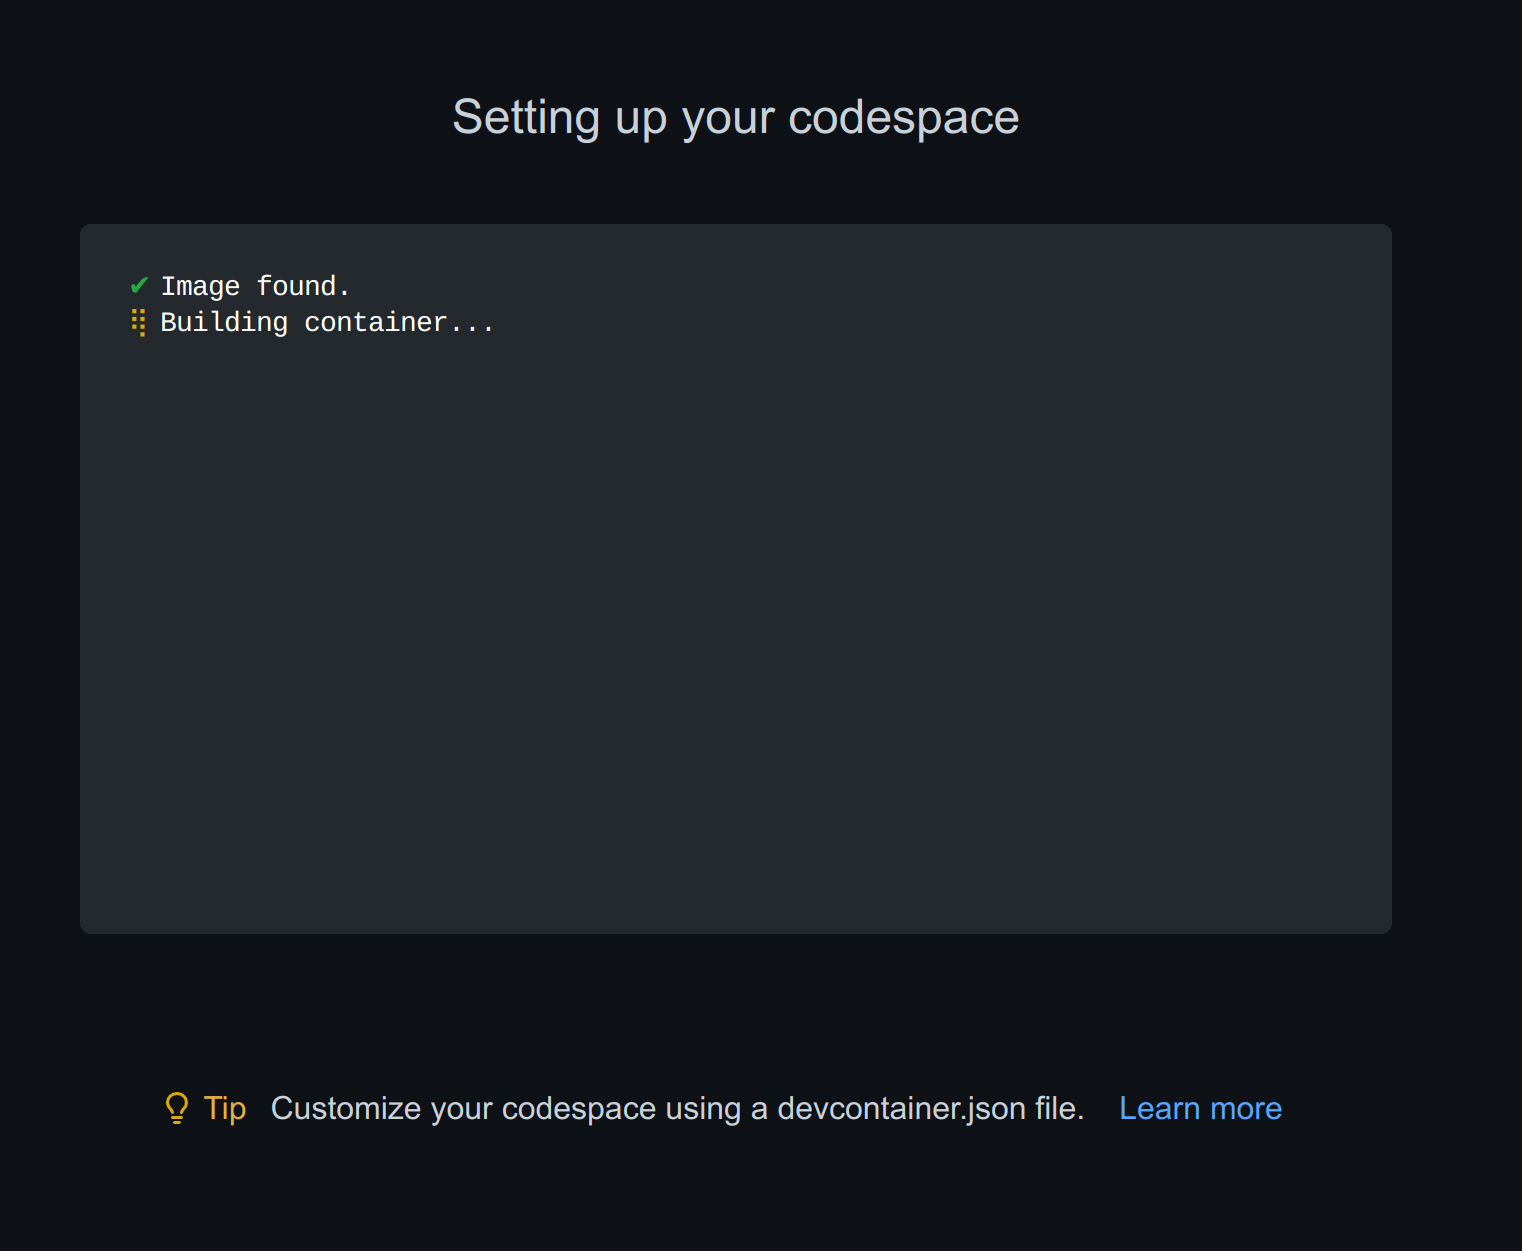 Setting up your codespace
✔ Image found.
⢿ Building container...
Tip Customize your codespace using a devcontainer.json file. Learn more